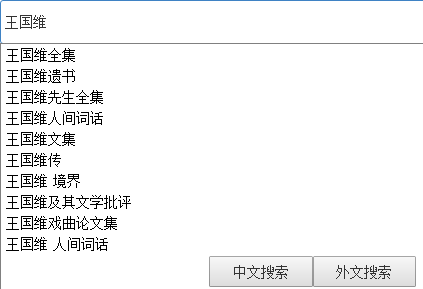 王国维
王国维全集
王国维遗书
王国维先生全集
王国维人间词话
王国维文集
王国维传
王国维 境界
王国维及其文学批评
王国维戏曲论文集
王国维 人间词话
中文搜索 外文搜索